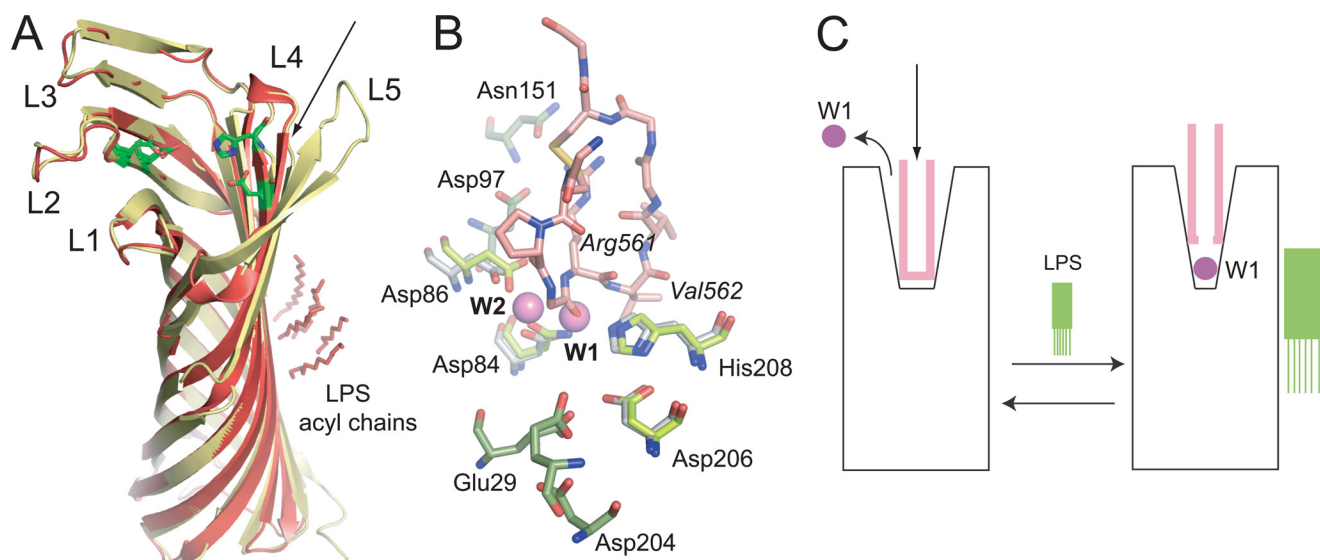 A
L4
L5
L3
L2
L1
LPS
acyl chains
B
Asn151
Asp97
Arg561
Asp86
Val562
W2
W1
Asp84
His208
Asp206
Glu29
Asp204
C
W1
LPS
W1